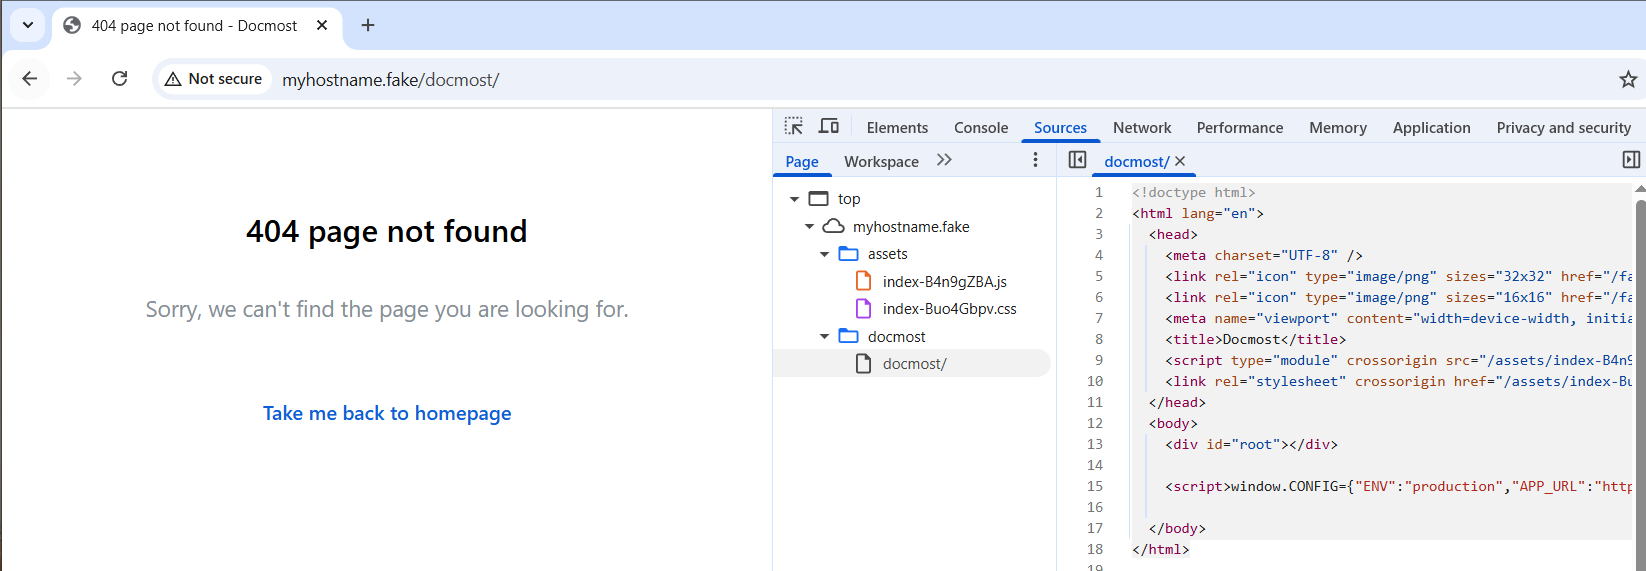 404 page not found - Docmost
Not secure
myhostname.fake/docmost/
404 page not found
Sorry, we can't find the page you are looking for.
Take me back to homepage
Elements Console Sources Network Performance Memory Application Privacy and security
Page Workspace
top
myhostname.fake
assets
index-B4n9gZBA.js
index-Buo4Gbpv.css
docmost
docmost/
docmost/
1 <!doctype html>
2 <html lang="en">
3 <head>
4 <meta charset="UTF-8" />
5 <link rel="icon" type="image/png" sizes="32x32" href="/fa
6 <link rel="icon" type="image/png" sizes="16x16" href="/fa
7 <meta name="viewport" content="width=device-width, initia
8 <title>Docmost</title>
9 <script type="module" crossorigin src="/assets/index-B4n9
10 <link rel="stylesheet" crossorigin href="/assets/index-Bu
11 </head>
12 <body>
13 <div id="root"></div>
14
15 <script>window.CONFIG={"ENV":"production","APP_URL":"http
16
17 </body>
18 </html>
19